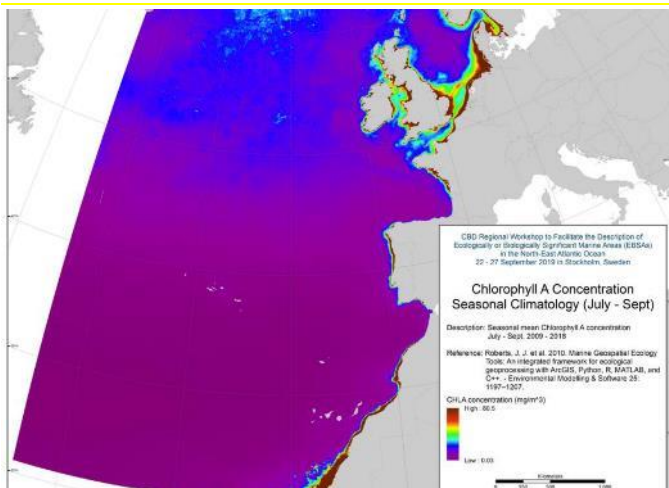 CBD Regional Workshop to Facilitate the Description of
Ecologically or Biologically Significant Marine Areas (EBSAs)
in the North-East Atlantic Ocean
22 - 27 September 2019 in Stockholm, Sweden
Chlorophyll A Concentration
Seasonal Climatology (July - Sept)
Description: Seasonal mean Chlorophyll A concentration
July - Sept. 2009 - 2018
Reference: Roberts, J. J. et al. 2010. Marine Geospatial Ecology
Tools: An integrated framework for ecological
geoprocessing with ArcGIS, Python, R, MATLAB, and
C++. - Environmental Modelling & Software 25:
1197-1207.
CHLA concentration (mg/m^3)
Low : 0.03
Kilometers